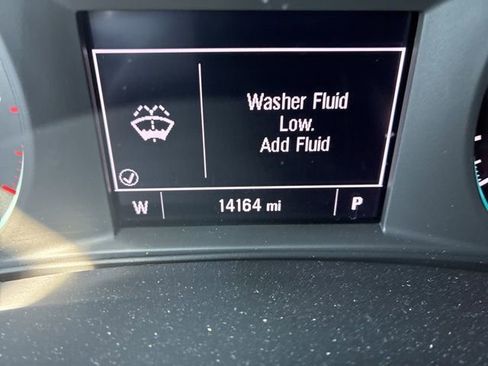 Washer Fluid
Low.
Add Fluid
W 14164 mi P